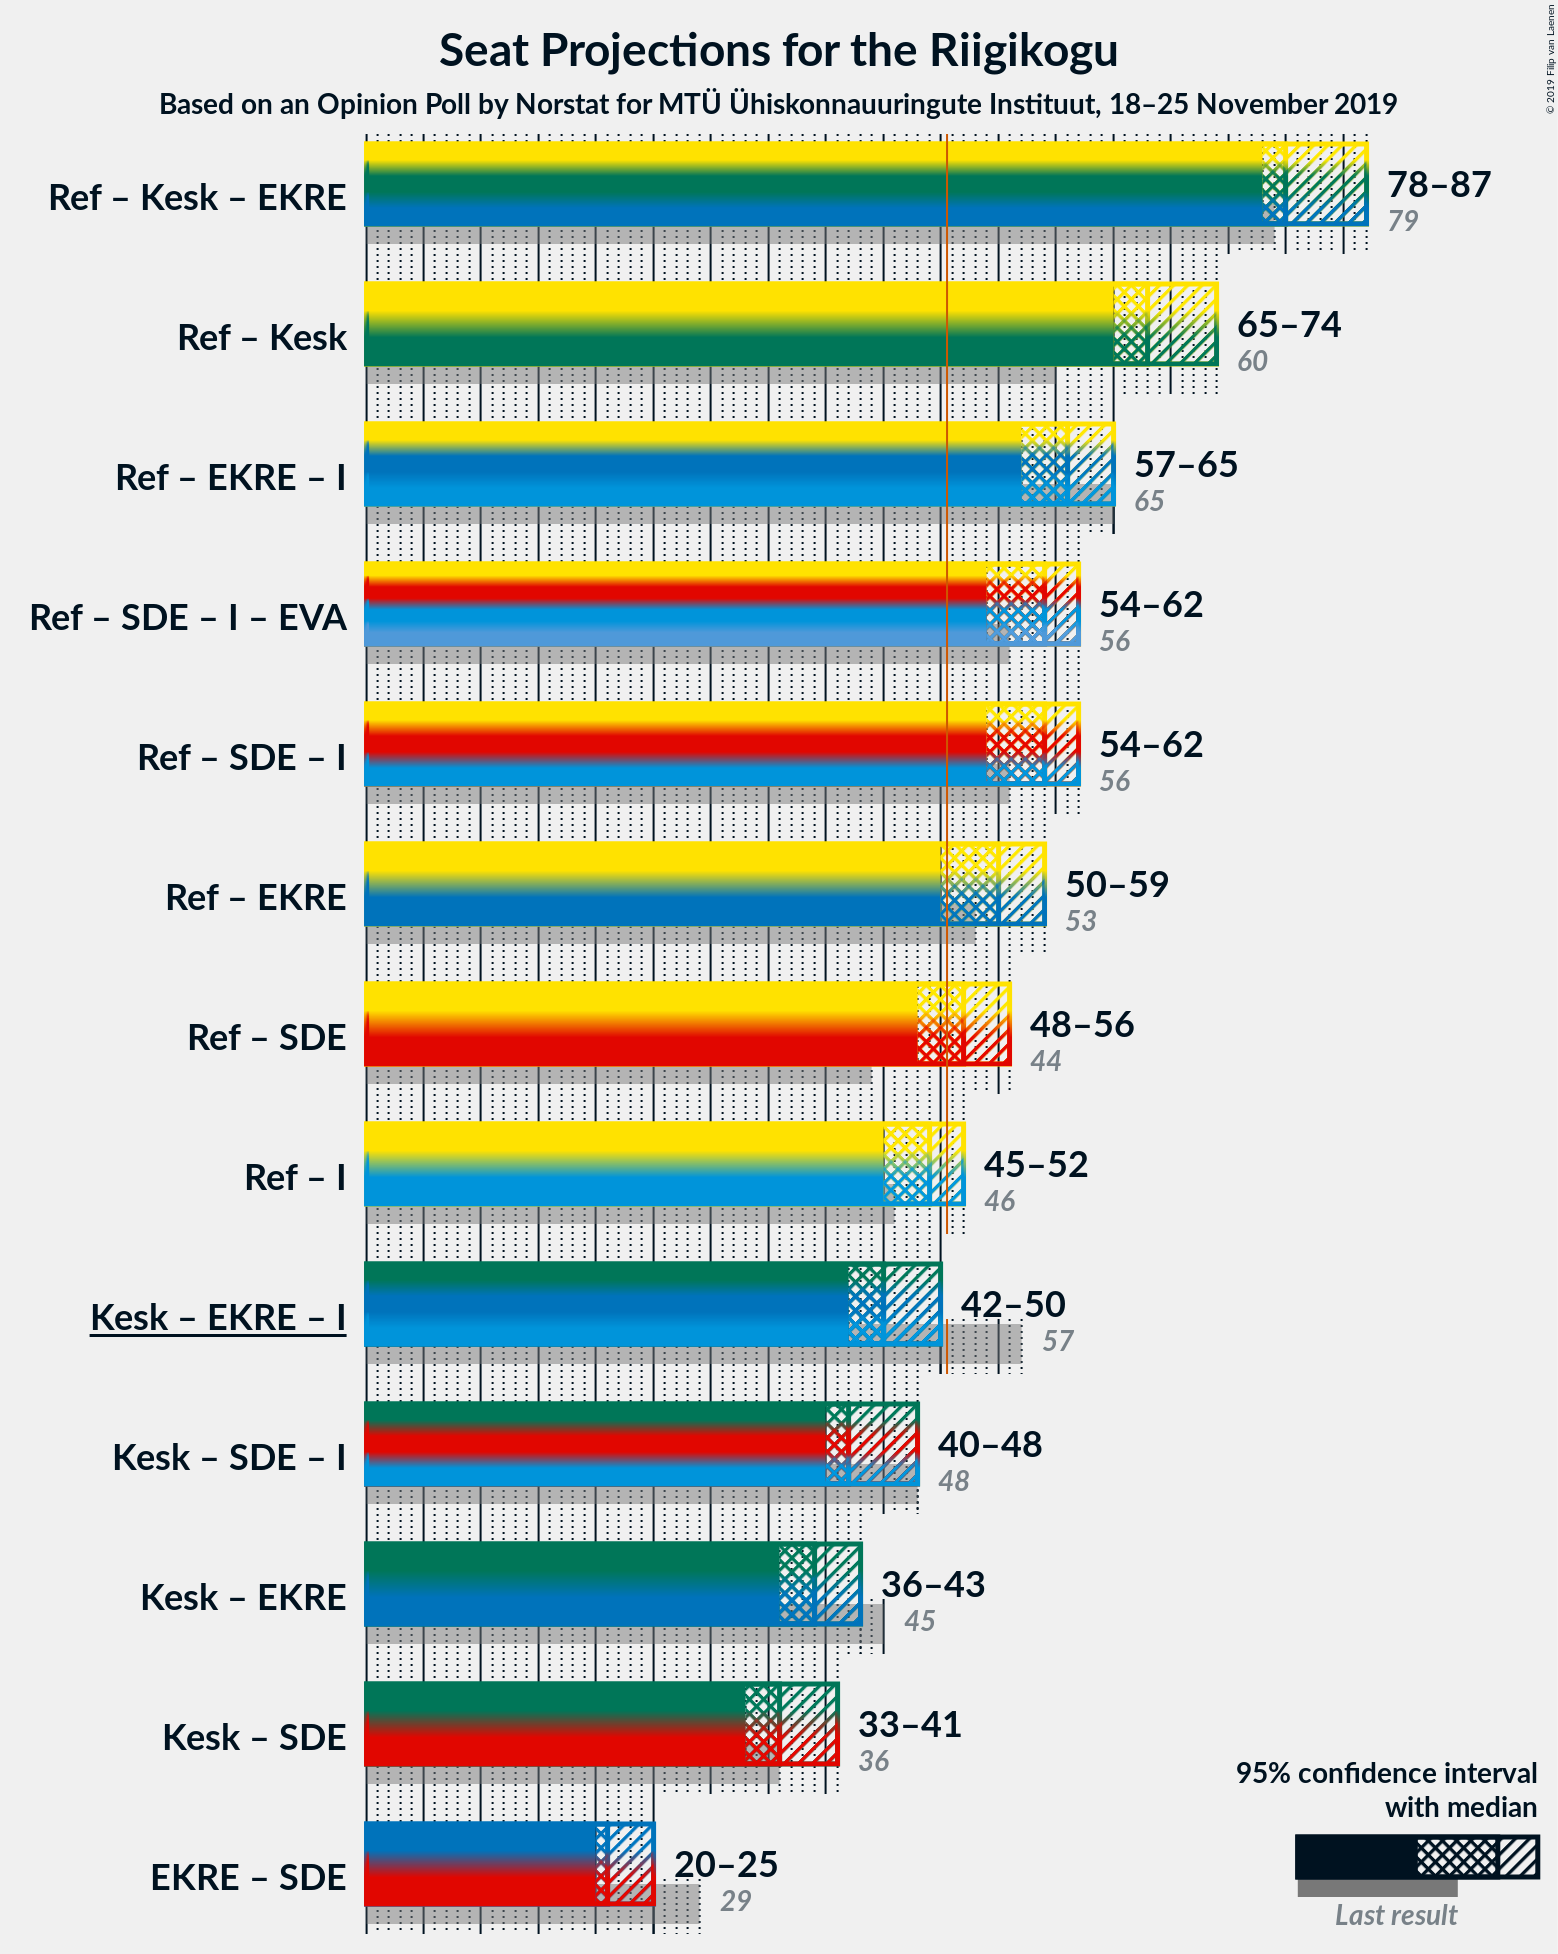 Seat Projections for the Riigikogu
Based on an Opinion Poll by Norstat for MTÜ Ühiskonnauuringute Instituut, 18–25 November 2019
© 2019 Filip van Laenen
Ref – Kesk – EKRE
78–87
79
Ref – Kesk
65–74
60
Ref – EKRE – I
57–65
65
Ref – SDE – I – EVA
54–62
56
Ref – SDE – I
54–62
56
Ref – EKRE
50–59
53
Ref – SDE
48–56
44
Ref – I
45–52
46
Kesk – EKRE – I
42–50
57
Kesk – SDE – I
40–48
48
Kesk – EKRE
36–43
45
Kesk – SDE
33–41
36
EKRE – SDE
20–25
29
95% confidence interval
with median
Last result